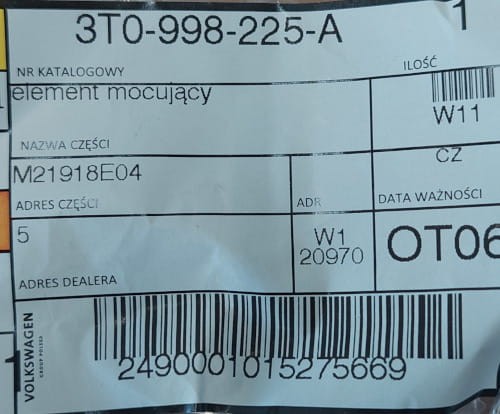 3T0-998-225-A
1
NR KATALOGOWY
ILOŚĆ
element mocujący
W11
NAZWA CZĘŚCI
CZ
M21918E04
ADRES CZĘŚCI
ADR
DATA WAŻNOŚCI
5
W1
20970
OT06
ADRES DEALERA
VOLKSWAGEN
GROUP POLSKA
2490001015275669